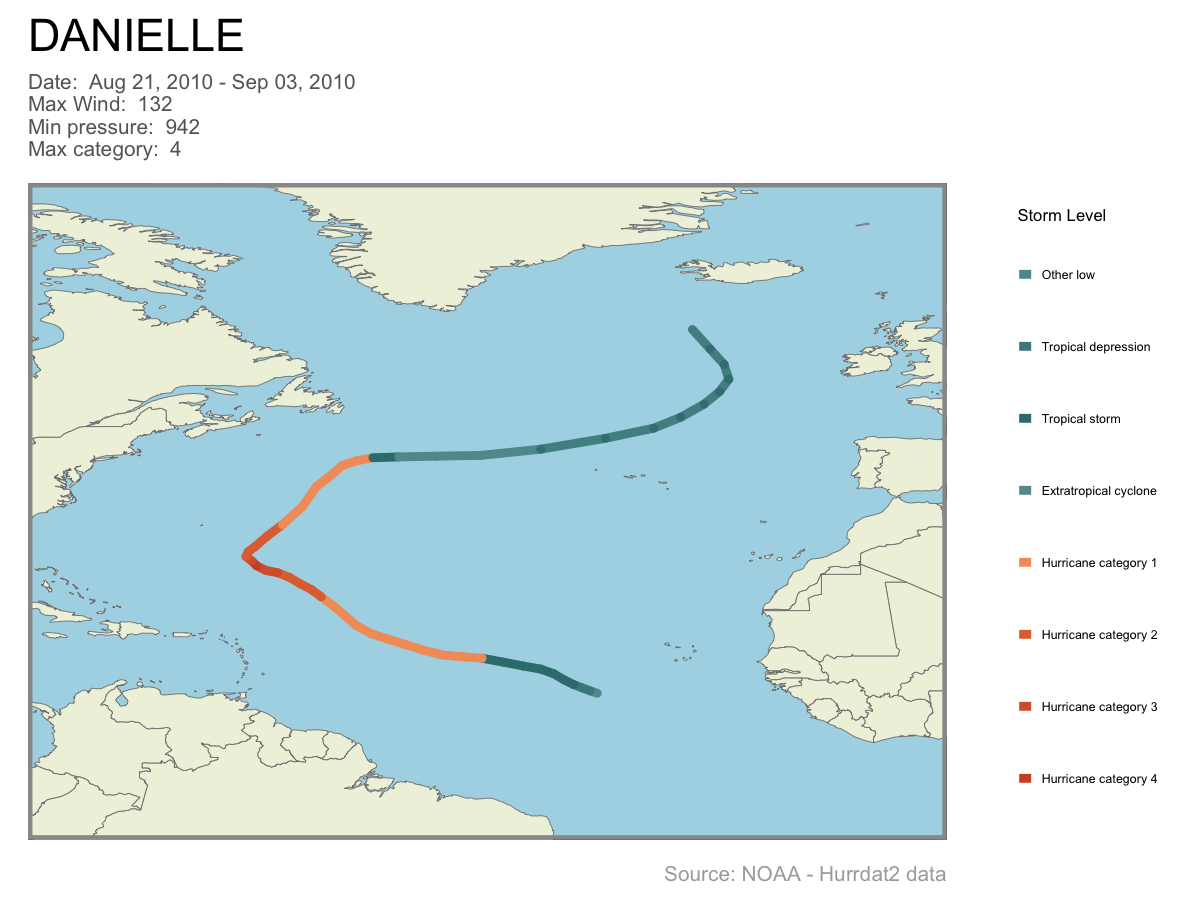 DANIELLE
Date:  Aug 21, 2010 - Sep 03, 2010
Max Wind:  132
Min pressure:  942
Max category:  4
Storm Level
Other low
Tropical depression
Tropical storm
Extratropical cyclone
Hurricane category 1
Hurricane category 2
Hurricane category 3
Hurricane category 4
Source: NOAA - Hurrdat2 data